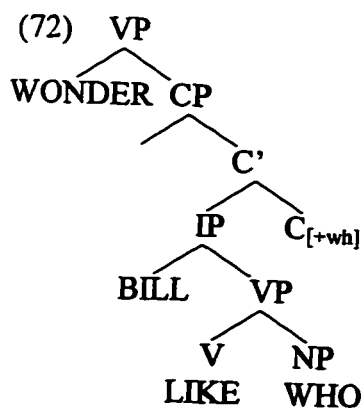 (72) VP
WONDER CP
C'
IP C[+wh]
BILL VP
V NP
LIKE WHO